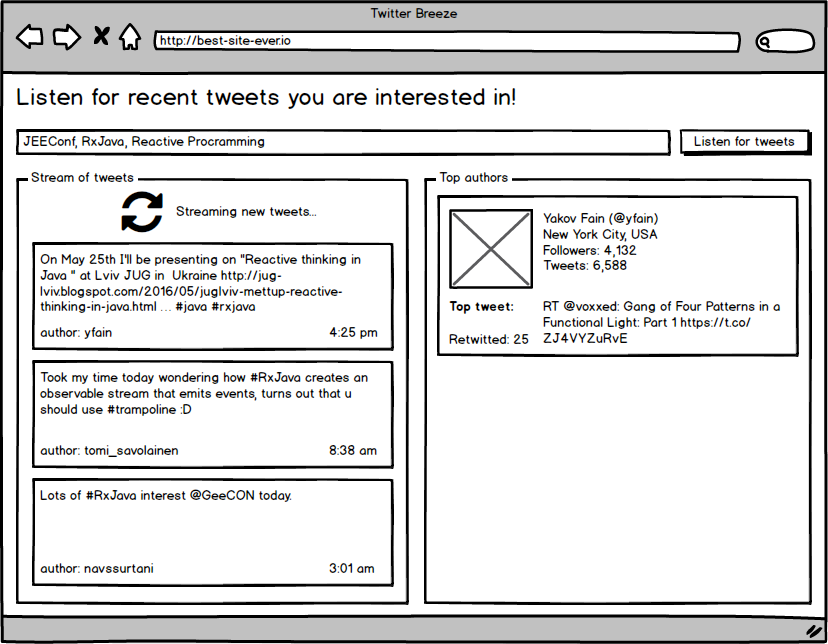 Twitter Breeze
http://best-site-ever.io
Listen for recent tweets you are interested in!
JEEConf, RxJava, Reactive Procramming
Listen for tweets
Stream of tweets
Streaming new tweets...
On May 25th I'll be presenting on "Reactive thinking in
Java " at Lviv JUG in Ukraine http://jug-
lviv.blogspot.com/2016/05/juglviv-mettup-reactive-
thinking-in-java.html ... #java #rxjava
author: yfain
4:25 pm
Took my time today wondering how #RxJava creates an
observable stream that emits events, turns out that u
should use #trampoline :D
author: tomi_savolainen
8:38 am
Lots of #RxJava interest @GeeCON today.
author: navssurtani
3:01 am
Top authors
Yakov Fain (@yfain)
New York City, USA
Followers: 4,132
Tweets: 6,588
Top tweet:
RT @voxxed: Gang of Four Patterns in a
Functional Light: Part 1 https://t.co/
ZJ4VYZuRvE
Retwitted: 25